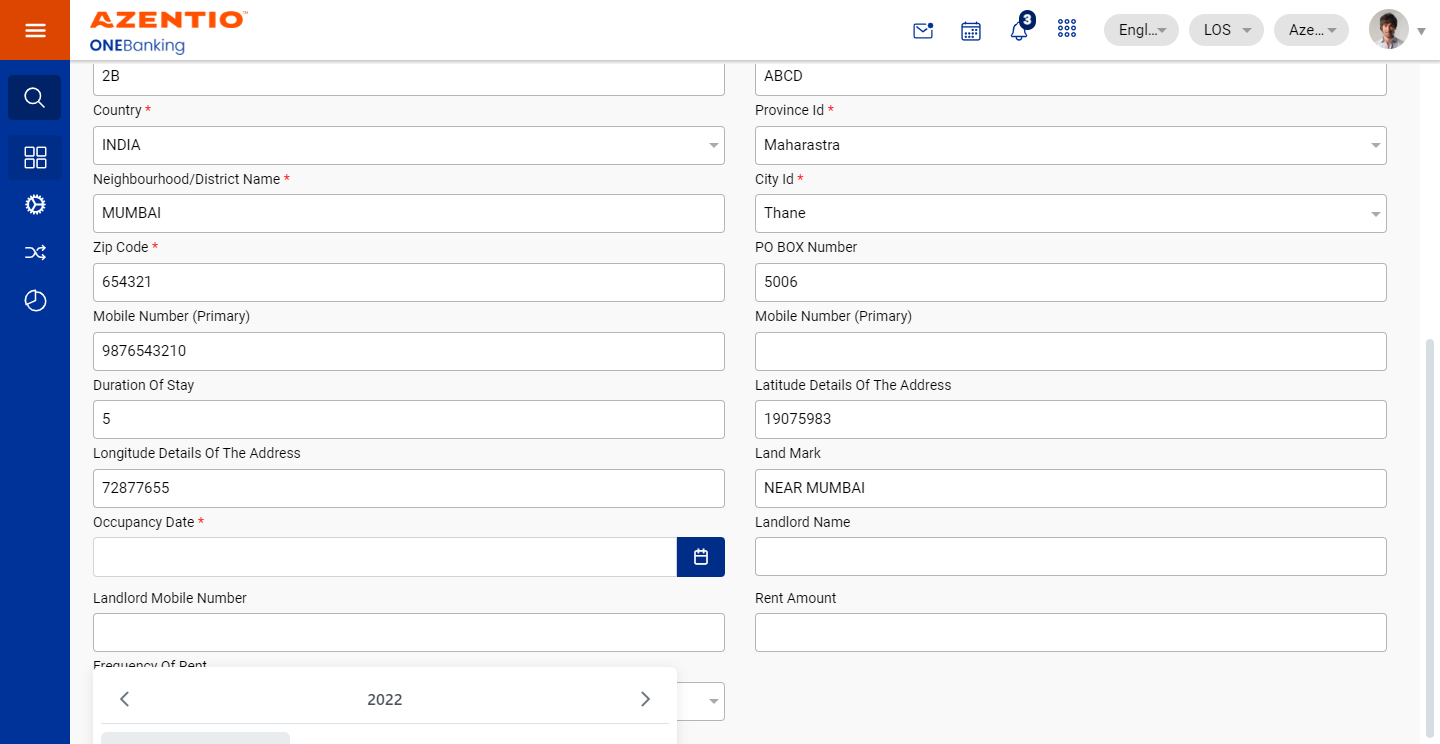 AZENTIO™
ONEBanking
3
Engl...
LOS
Aze...
2B
ABCD
Country *
Province Id *
INDIA
Maharastra
Neighbourhood/District Name *
City Id *
MUMBAI
Thane
Zip Code *
PO BOX Number
654321
5006
Mobile Number (Primary)
Mobile Number (Primary)
9876543210
Duration Of Stay
Latitude Details Of The Address
5
19075983
Longitude Details Of The Address
Land Mark
72877655
NEAR MUMBAI
Occupancy Date *
Landlord Name
Landlord Mobile Number
Rent Amount
Frequency Of Rent
2022